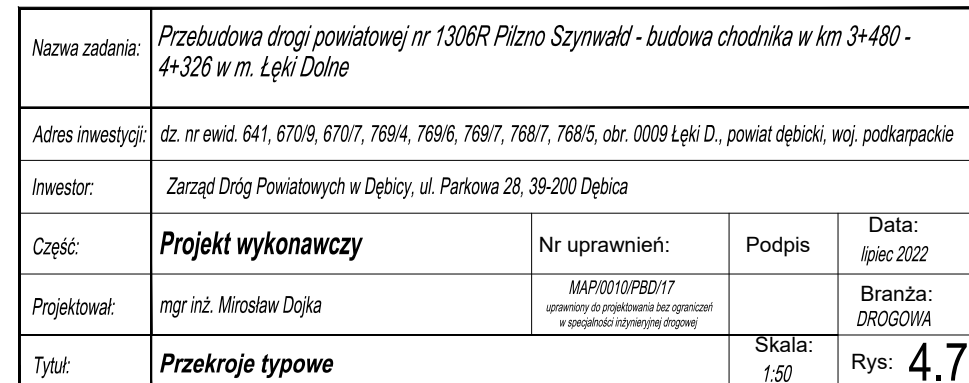 Nazwa zadania: Przebudowa drogi powiatowej nr 1306R Pilzno Szynwałd - budowa chodnika w km 3+480 -
4+326 w m. Łęki Dolne
Adres inwestycji: dz. nr ewid. 641, 670/9, 670/7, 769/4, 769/6, 769/7, 768/7, 768/5, obr. 0009 Łęki D., powiat dębicki, woj. podkarpackie
Inwestor: Zarząd Dróg Powiatowych w Dębicy, ul. Parkowa 28, 39-200 Dębica
Część: Projekt wykonawczy Nr uprawnień: Podpis Data:
lipiec 2022
Projektował: mgr inż. Mirosław Dojka MAP/0010/PBD/17
uprawniony do projektowania bez ograniczeń
w specjalności inżynieryjnej drogowej
Branża:
DROGOWA
Tytuł: Przekroje typowe Skala:
1:50
Rys: 4.7